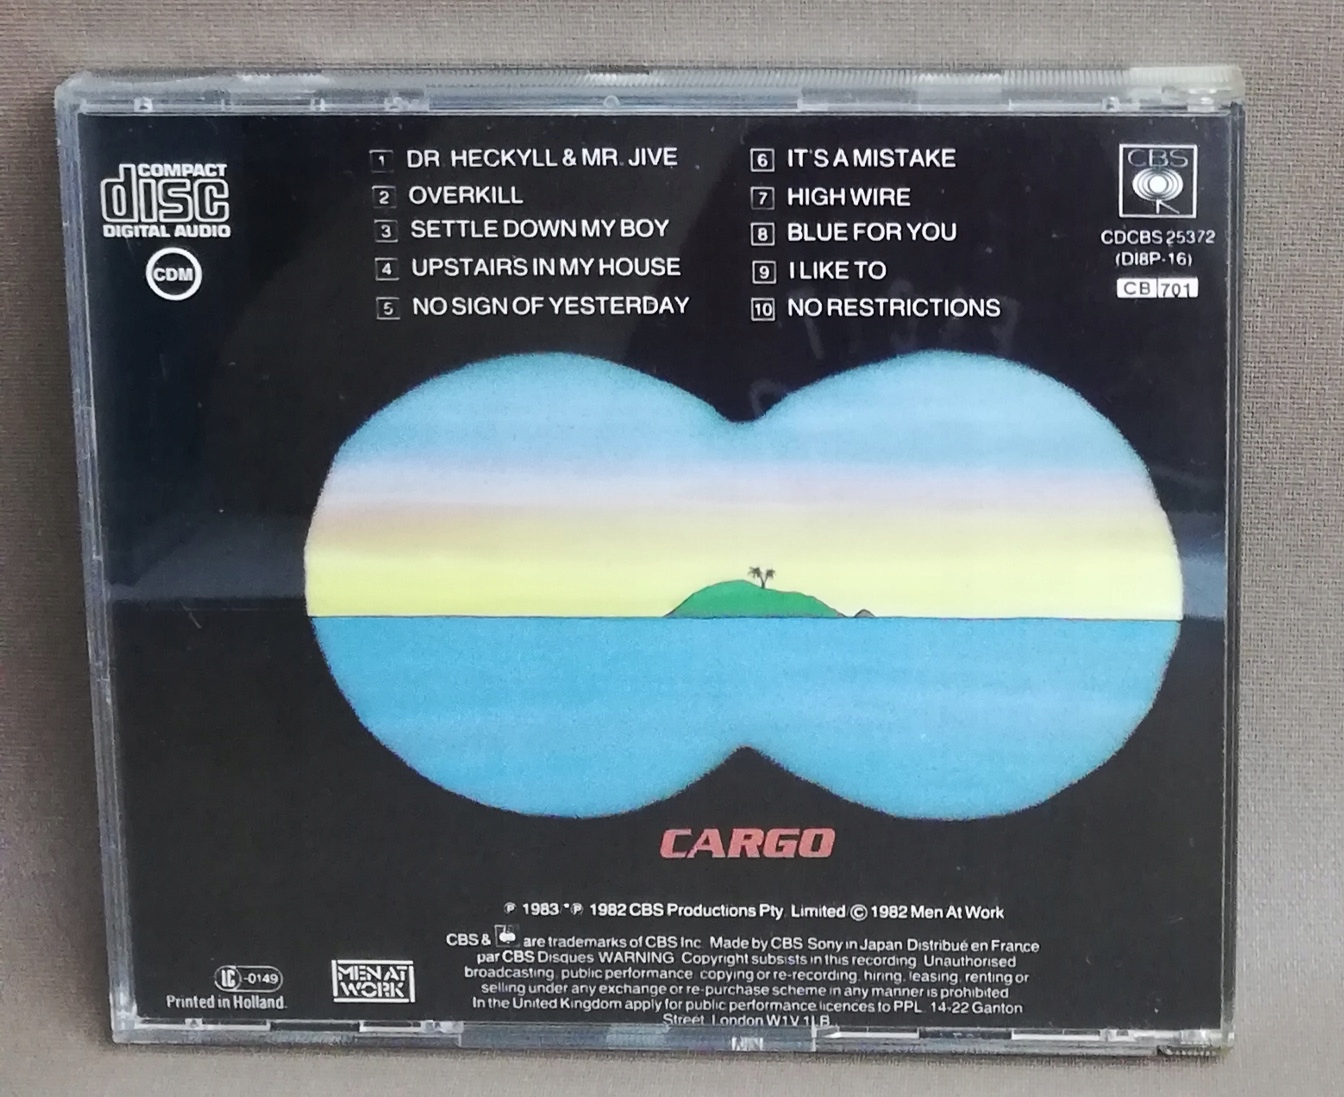 COMPACT
disc
DIGITAL AUDIO
CDM
1 DR. HECKYLL & MR. JIVE
2 OVERKILL
3 SETTLE DOWN MY BOY
4 UPSTAIRS IN MY HOUSE
5 NO SIGN OF YESTERDAY
6 IT'S A MISTAKE
7 HIGH WIRE
8 BLUE FOR YOU
9 I LIKE TO
10 NO RESTRICTIONS
CBS
CDCBS 25372
(DI8P-16)
CB 701
CARGO
℗ 1983 *℗ 1982 CBS Productions Pty. Limited © 1982 Men At Work
CBS & are trademarks of CBS Inc. Made by CBS Sony in Japan Distribué en France
par CBS Disques WARNING Copyright subsists in this recording. Unauthorised
broadcasting, public performance, copying or re-recording, hiring, leasing, renting or
selling under any exchange or re-purchase scheme in any manner is prohibited
In the United Kingdom apply for public performance licences to PPL. 14-22 Ganton
Street, London W1V 1LB
LC -0149
Printed in Holland.
MEN AT
WORK